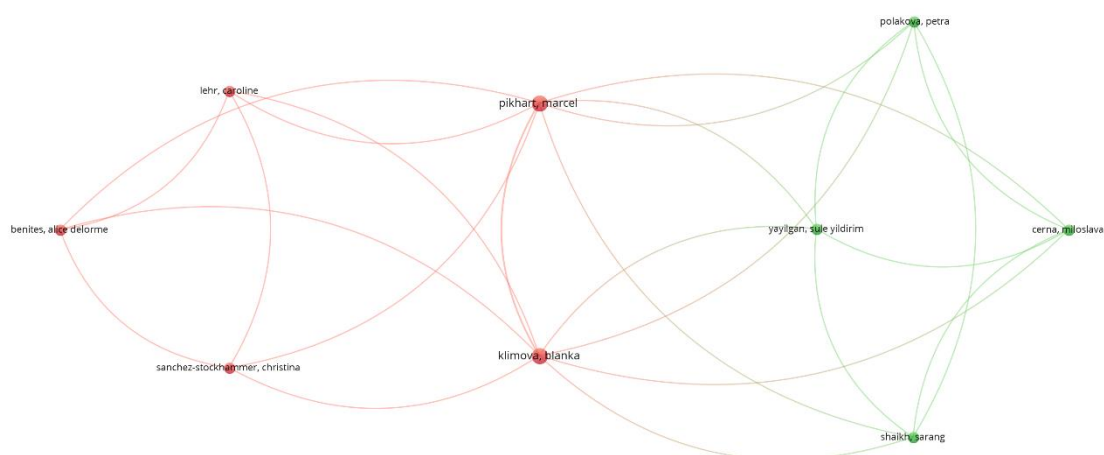 polakova, petra
lehr, caroline
pikhart, marcel
benites, alice delorme
yayilgan, sule yildirim
cerna, miloslava
klimova, blanka
sanchez-stockhammer, christina
shaikh, sarang